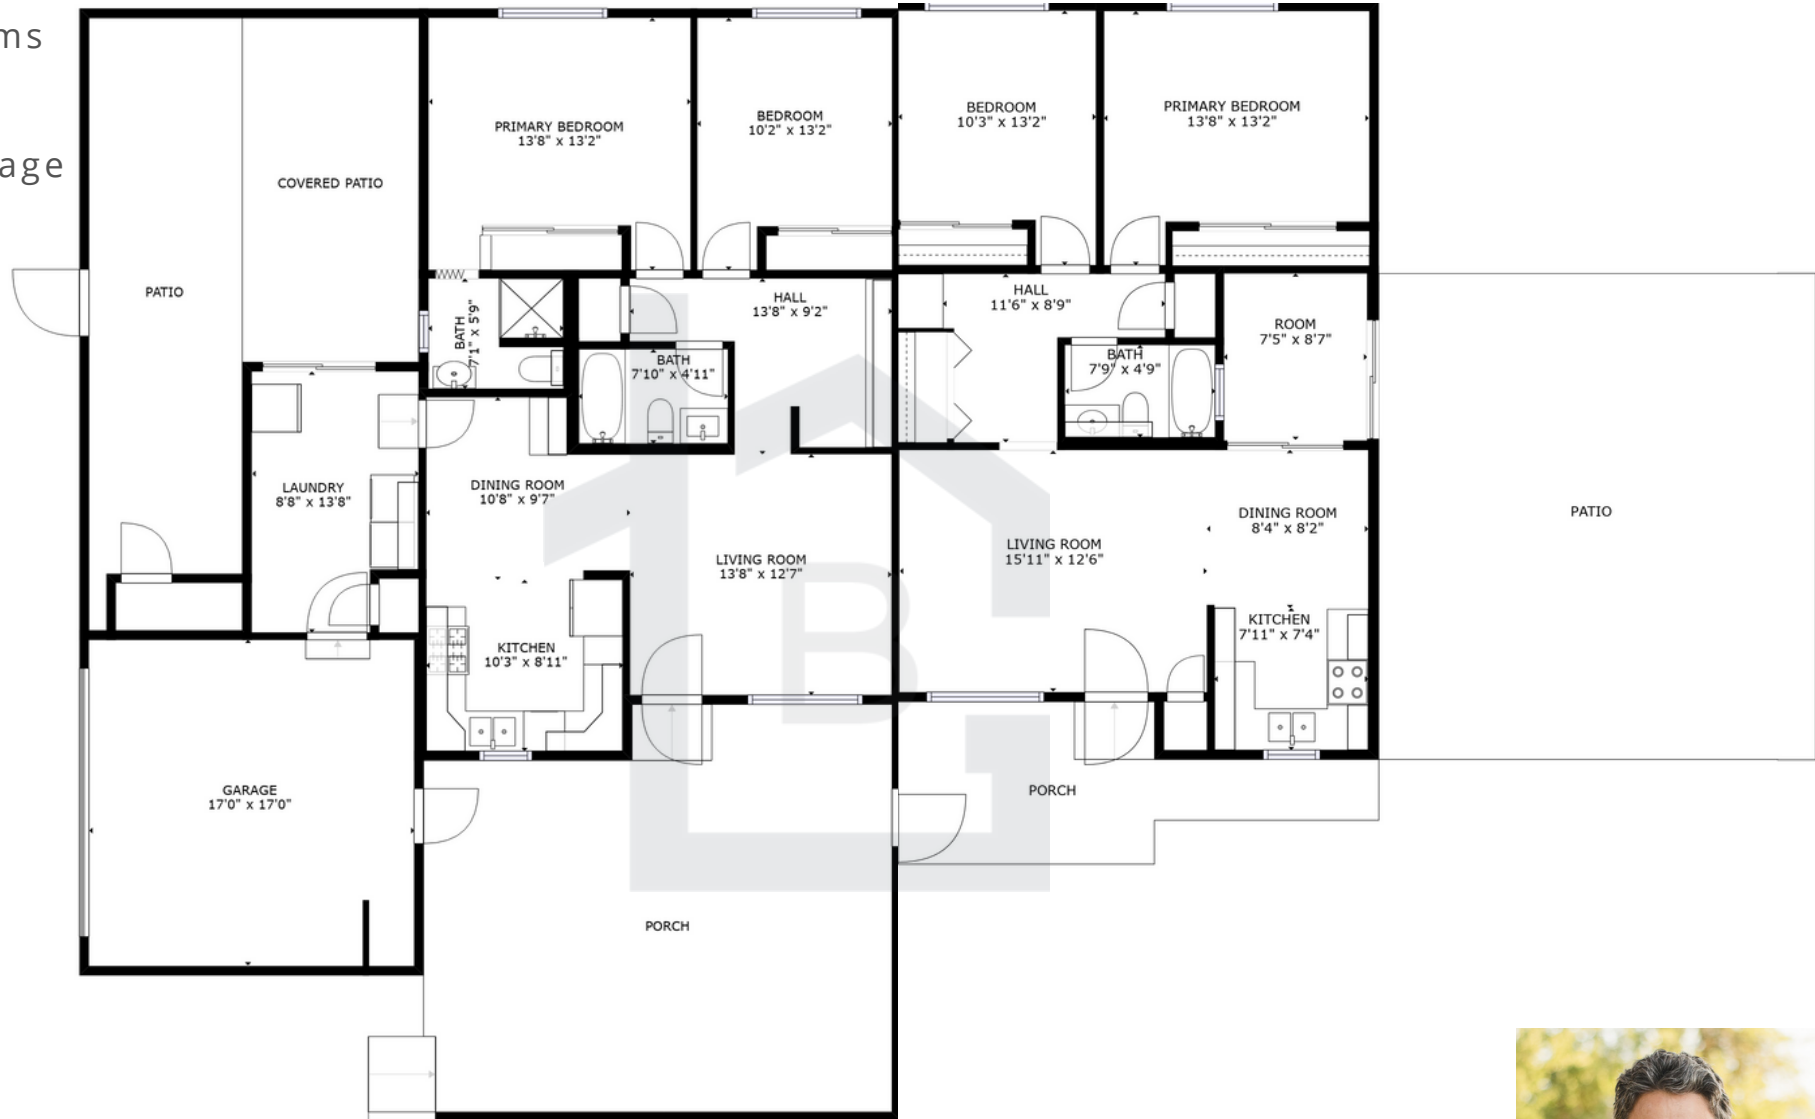 ms
age
PRIMARY BEDROOM
13'8" x 13'2"
BEDROOM
10'2" x 13'2"
BEDROOM
10'3" x 13'2"
PRIMARY BEDROOM
13'8" x 13'2"
COVERED PATIO
PATIO
BATH
7'1" x 5'9"
HALL
13'8" x 9'2"
HALL
11'6" x 8'9"
ROOM
7'5" x 8'7"
BATH
7'10" x 4'11"
BATH
7'9" x 4'9"
LAUNDRY
8'8" x 13'8"
DINING ROOM
10'8" x 9'7"
LIVING ROOM
13'8" x 12'7"
LIVING ROOM
15'11" x 12'6"
DINING ROOM
8'4" x 8'2"
PATIO
KITCHEN
10'3" x 8'11"
KITCHEN
7'11" x 7'4"
B
GARAGE
17'0" x 17'0"
PORCH
PORCH